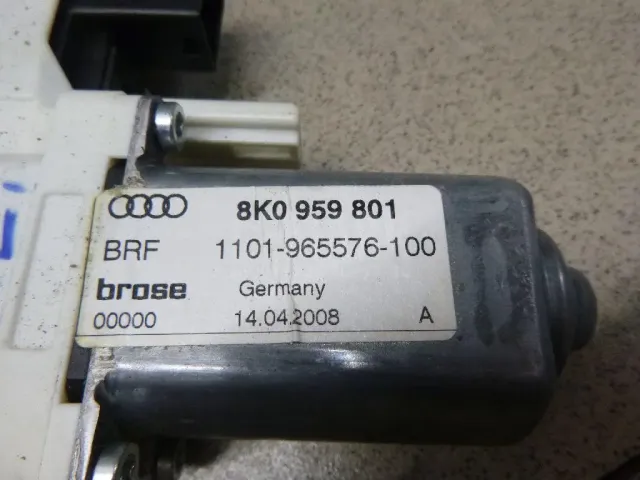 8K0 959 801
BRF 1101-965576-100
brose Germany
00000 14.04.2008 A